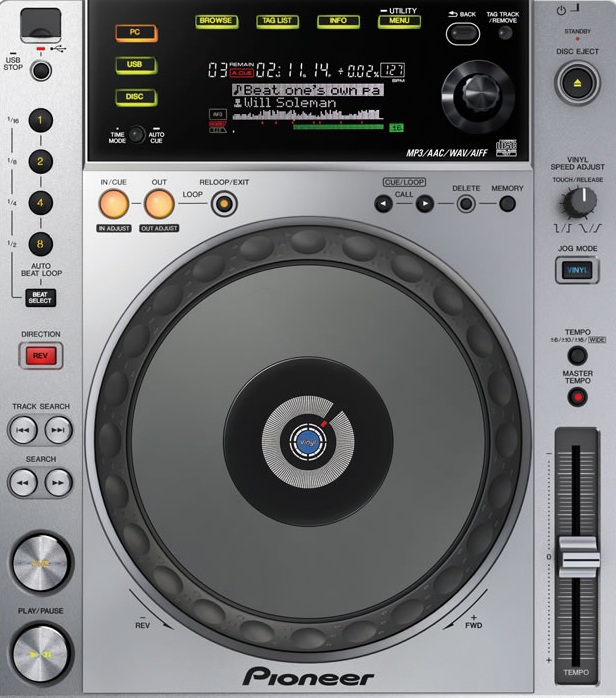 USB
STOP
PC
USB
DISC
TIME
MODE
AUTO
CUE
BROWSE
TAG LIST
INFO
UTILITY
MENU
BACK
TAG TRACK
/REMOVE
03 REMAIN 02:11.14. +0.02% 127
A.CUE
BPM
Beat one's own pa
Will Soleman
INFO
MP3/AAC/WAV/AIFF
STANDBY
DISC EJECT
1/16 1
1/8 2
1/4 4
1/2 8
AUTO
BEAT LOOP
BEAT
SELECT
DIRECTION
REV
TRACK SEARCH
SEARCH
CUE
PLAY/PAUSE
IN/CUE
OUT
LOOP
RELOOP/EXIT
IN ADJUST
OUT ADJUST
CUE/LOOP
CALL
DELETE
MEMORY
VINYL
SPEED ADJUST
TOUCH/RELEASE
JOG MODE
VINYL
TEMPO
±6/±10/±16/WIDE
MASTER
TEMPO
0
TEMPO
vinyl
− REV
+ FWD
Pioneer